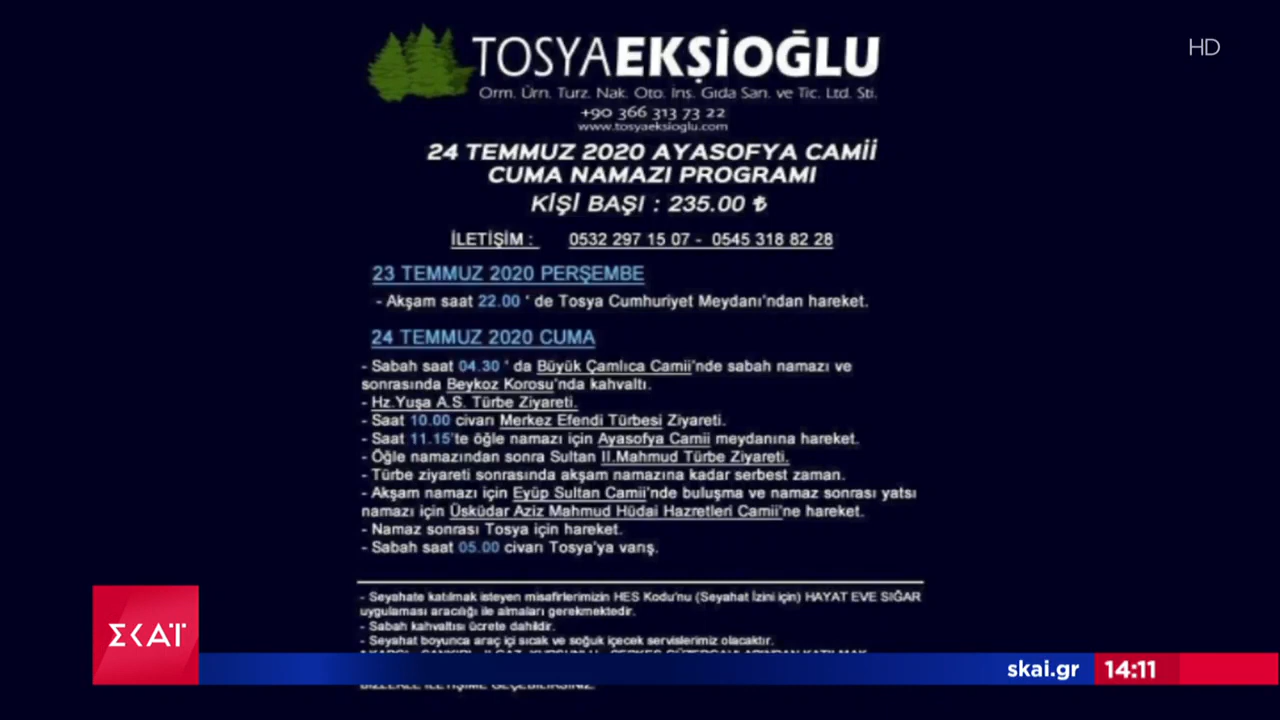 HD
TOSYAEKŞİOĞLU
Orm. Ürn. Turz. Nak. Oto. İnş. Gıda San. ve Tic. Ltd. Sti.
+90 366 313 73 22
www.tosyaeksioglu.com
24 TEMMUZ 2020 AYASOFYA CAMİİ
CUMA NAMAZI PROGRAMI
KİŞİ BAŞI : 235.00 ₺
İLETİŞİM : 0532 297 15 07 - 0545 318 82 28
23 TEMMUZ 2020 PERŞEMBE
- Akşam saat 22.00 ' de Tosya Cumhuriyet Meydanı'ndan hareket.
24 TEMMUZ 2020 CUMA
- Sabah saat 04.30 ' da Büyük Çamlıca Camii'nde sabah namazı ve
sonrasında Beykoz Korosu'nda kahvaltı.
- Hz.Yuşa A.S. Türbe Ziyareti.
- Saat 10.00 civarı Merkez Efendi Türbesi Ziyareti.
- Saat 11.15'te öğle namazı için Ayasofya Camii meydanına hareket.
- Öğle namazından sonra Sultan II.Mahmud Türbe Ziyareti.
- Türbe ziyareti sonrasında akşam namazına kadar serbest zaman.
- Akşam namazı için Eyüp Sultan Camii'nde buluşma ve namaz sonrası yatsı
namazı için Üsküdar Aziz Mahmud Hüdai Hazretleri Camii'ne hareket.
- Namaz sonrası Tosya için hareket.
- Sabah saat 05.00 civarı Tosya'ya varış.
- Seyahate katılmak isteyen misafirlerimizin HES Kodu'nu (Seyahat İzini için) HAYAT EVE SIĞAR
uygulaması aracılığı ile almaları gerekmektedir.
- Sabah kahvaltısı ücrete dahildir.
- Seyahat boyunca araç içi sıcak ve soğuk içecek servislerimiz olacaktır.
ΣΚΑΪ
skai.gr 14:11